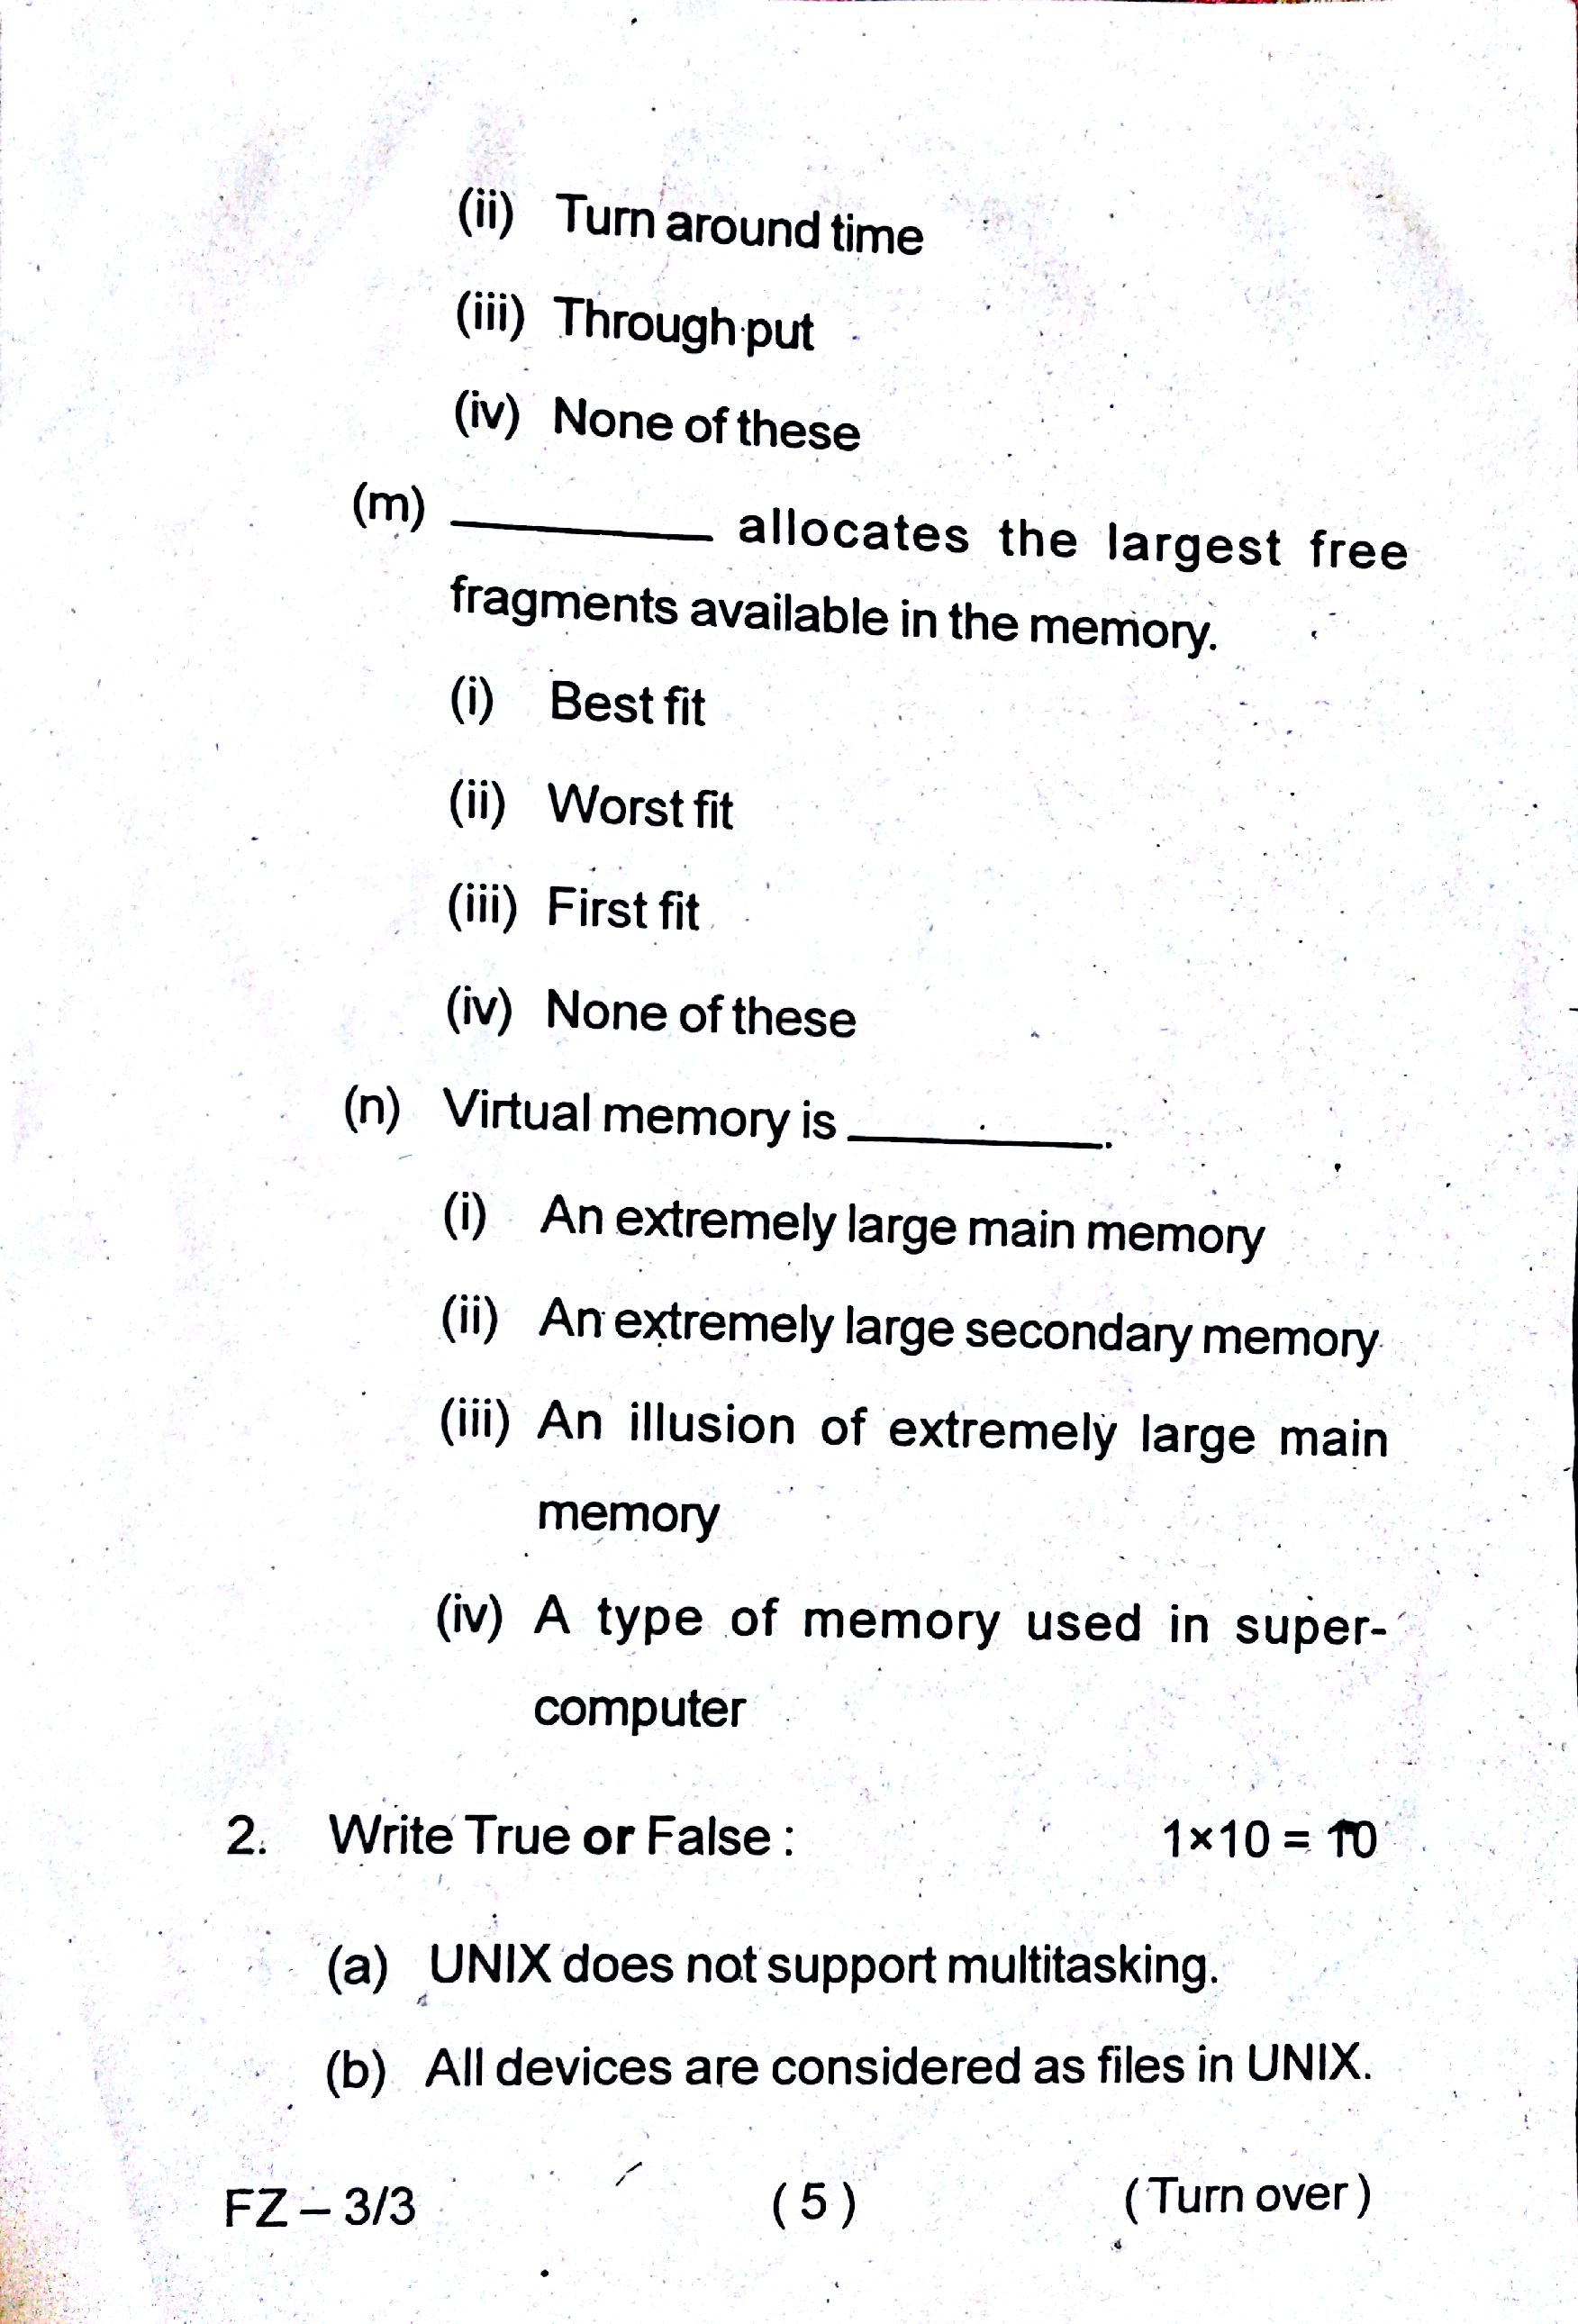 (ii) Turn around time
(iii) Through put
(iv) None of these
(m) ________ allocates the largest free
fragments available in the memory.
(i) Best fit
(ii) Worst fit
(iii) First fit
(iv) None of these
(n) Virtual memory is ________.
(i) An extremely large main memory
(ii) An extremely large secondary memory
(iii) An illusion of extremely large main
memory
(iv) A type of memory used in super-
computer
2. Write True or False : 1×10 = 10
(a) UNIX does not support multitasking.
(b) All devices are considered as files in UNIX.
FZ – 3/3 ( 5 ) ( Turn over )